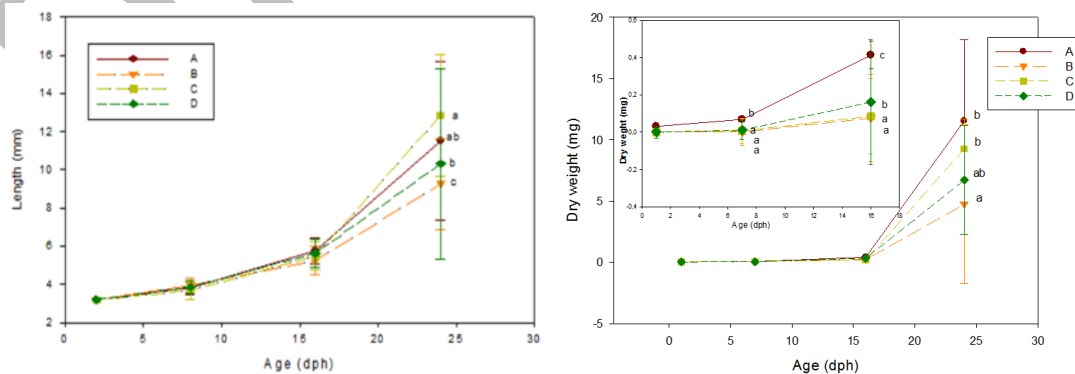 18
16
14
12
10
8
6
4
2
Length (mm)
A
B
C
D
a
ab
b
c
0 5 10 15 20 25 30
Age (dph)
20
15
10
5
0
-5
Dry weight (mg)
A
B
C
D
b
b
ab
a
0 5 10 15 20 25 30
Age (dph)
0,6
0,4
0,2
0,0
-0,2
-0,4
Dry weight (mg)
c
b
a
a
b
a
a
a
0 2 4 6 8 10 12 14 16 18
Age (dph)